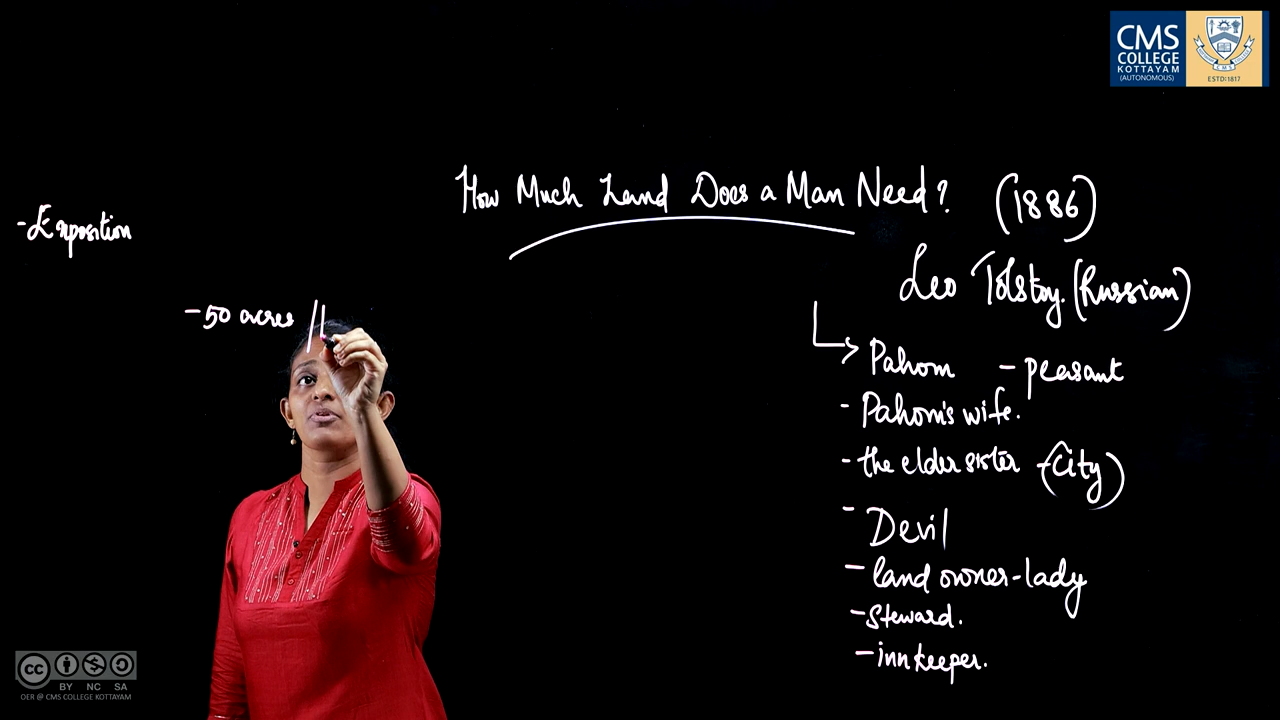 CMS
COLLEGE
KOTTAYAM
(AUTONOMOUS)
CMS
ESTD:1817
How Much Land Does a Man Need? (1886)
- Exposition
Leo Tolstoy. (Russian)
- 50 acres
Pahom - peasant
- Pahom's wife.
- the elder sister - (City)
- Devil
- land owner-lady
- Steward.
- innkeeper.
cc BY NC SA
OER @ CMS COLLEGE KOTTAYAM